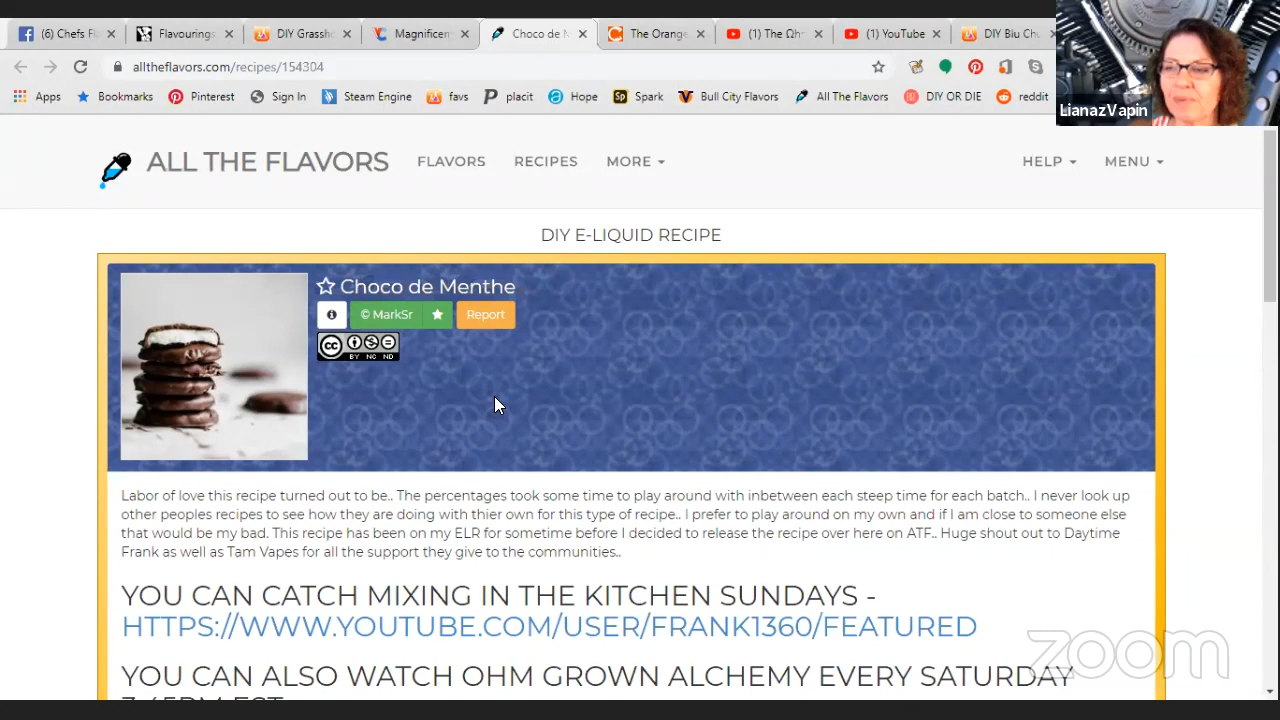 (6) Chefs Fl
Flavourings
DIY Grassh
Magnificen
Choco de M
The Orange
(1) The Ωh
(1) YouTube
DIY Biu Ch
alltheflavors.com/recipes/154304
Apps
Bookmarks
Pinterest
Sign In
Steam Engine
favs
placit
Hope
Spark
Bull City Flavors
All The Flavors
DIY OR DIE
reddit
LianazVapin
ALL THE FLAVORS
FLAVORS
RECIPES
MORE
HELP
MENU
DIY E-LIQUID RECIPE
Choco de Menthe
© MarkSr
Report
CC BY NC ND
Labor of love this recipe turned out to be.. The percentages took some time to play around with inbetween each steep time for each batch.. I never look up
other peoples recipes to see how they are doing with thier own for this type of recipe.. I prefer to play around on my own and if I am close to someone else
that would be my bad. This recipe has been on my ELR for sometime before I decided to release the recipe over here on ATF.. Huge shout out to Daytime
Frank as well as Tam Vapes for all the support they give to the communities..
YOU CAN CATCH MIXING IN THE KITCHEN SUNDAYS -
HTTPS://WWW.YOUTUBE.COM/USER/FRANK1360/FEATURED
YOU CAN ALSO WATCH OHM GROWN ALCHEMY EVERY SATURDAY
zoom